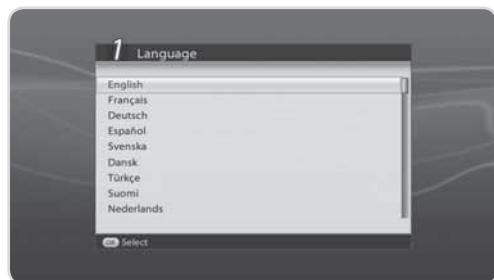 1 Language
English
Français
Deutsch
Español
Svenska
Dansk
Türkçe
Suomi
Nederlands
OK Select